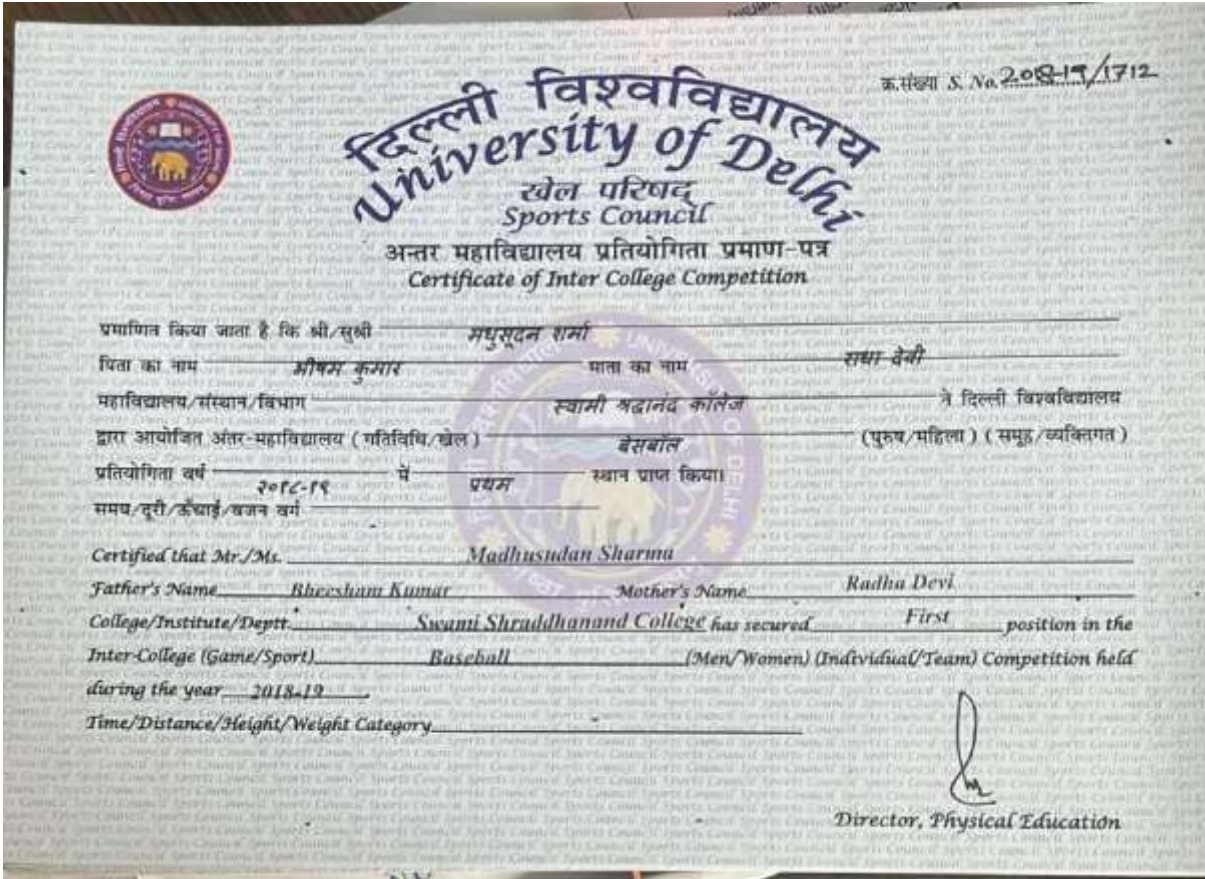 क्र.संख्या S. No. 2018-19/1712
दिल्ली विश्वविद्यालय
University of Delhi
खेल परिषद्
Sports Council
अन्तर महाविद्यालय प्रतियोगिता प्रमाण-पत्र
Certificate of Inter College Competition
प्रमाणित किया जाता है कि श्री/सुश्री मधुसूदन शर्मा
पिता का नाम भीषम कुमार माता का नाम राधा देवी
महाविद्यालय/संस्थान/विभाग स्वामी श्रद्धानंद कॉलेज ने दिल्ली विश्वविद्यालय
द्वारा आयोजित अंतर-महाविद्यालय (गतिविधि/खेल) बेसबॉल (पुरुष/महिला) (समूह/व्यक्तिगत)
प्रतियोगिता वर्ष २०१८-१९ में प्रथम स्थान प्राप्त किया।
समय/दूरी/ऊँचाई/वजन वर्ग
Certified that Mr./Ms. Madhusudan Sharma
Father's Name Bheesham Kumar Mother's Name Radha Devi
College/Institute/Deptt. Swami Shraddhanand College has secured First position in the
Inter-College (Game/Sport) Baseball (Men/Women) (Individual/Team) Competition held
during the year 2018-19
Time/Distance/Height/Weight Category
Director, Physical Education